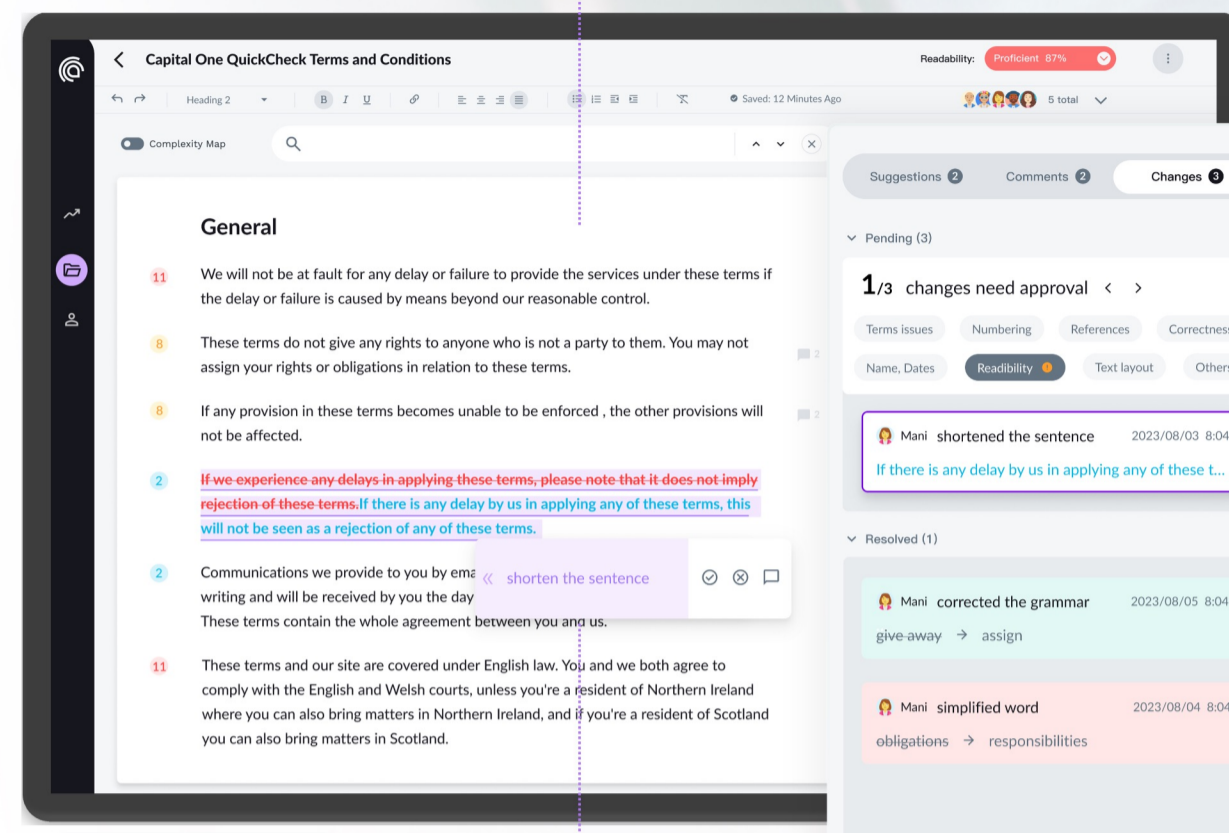 Capital One QuickCheck Terms and Conditions
Readability: Proficient 87%
Heading 2
B I U
Saved: 12 Minutes Ago
5 total
Complexity Map
General
11 We will not be at fault for any delay or failure to provide the services under these terms if
the delay or failure is caused by means beyond our reasonable control.
8 These terms do not give any rights to anyone who is not a party to them. You may not
assign your rights or obligations in relation to these terms.
2
8 If any provision in these terms becomes unable to be enforced , the other provisions will
not be affected.
2
2 If we experience any delays in applying these terms, please note that it does not imply
rejection of these terms.If there is any delay by us in applying any of these terms, this
will not be seen as a rejection of any of these terms.
« shorten the sentence
2 Communications we provide to you by ema
writing and will be received by you the day
These terms contain the whole agreement between you and us.
11 These terms and our site are covered under English law. You and we both agree to
comply with the English and Welsh courts, unless you're a resident of Northern Ireland
where you can also bring matters in Northern Ireland, and if you're a resident of Scotland
you can also bring matters in Scotland.
Suggestions 2 Comments 2 Changes 3
Pending (3)
1/3 changes need approval < >
Terms issues Numbering References Correctness
Name, Dates Readibility ! Text layout Others
Mani shortened the sentence 2023/08/03 8:04
If there is any delay by us in applying any of these t...
Resolved (1)
Mani corrected the grammar 2023/08/05 8:04
give away → assign
Mani simplified word 2023/08/04 8:04
obligations → responsibilities